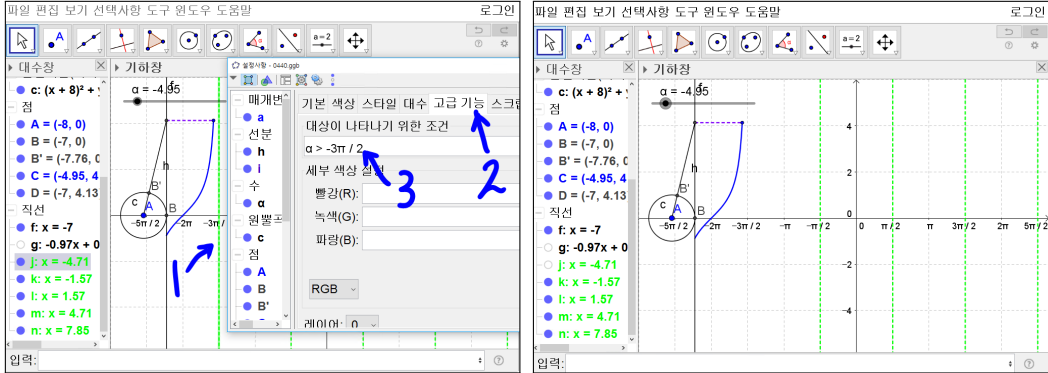 파일 편집 보기 선택사항 도구 윈도우 도움말
로그인
대수창
기하창
c: (x + 8)² + y
점
A = (-8, 0)
B = (-7, 0)
B' = (-7.76, 0
C = (-4.95, 4
D = (-7, 4.13
직선
f: x = -7
g: -0.97x + 0
j: x = -4.71
k: x = -1.57
l: x = 1.57
m: x = 4.71
n: x = 7.85
α = -4.95
f
h
B'
c
A
B
−5π / 2
−2π
−3π /
1
설정사항 - 0440.ggb
매개변
a
선분
h
i
수
α
원뿔프
c
점
A
B
B'
기본 색상 스타일 대수 고급 기능 스크립
대상이 나타나기 위한 조건
α > -3π / 2
세부 색상 설정
빨강(R):
녹색(G):
파랑(B):
RGB
레이어: 0
3
2
입력:
파일 편집 보기 선택사항 도구 윈도우 도움말
로그인
대수창
기하창
c: (x + 8)² + y
점
A = (-8, 0)
B = (-7, 0)
B' = (-7.76, 0
C = (-4.95, 4
D = (-7, 4.13
직선
f: x = -7
g: -0.97x + 0
j: x = -4.71
k: x = -1.57
l: x = 1.57
m: x = 4.71
n: x = 7.85
α = -4.95
f
h
B'
c
A
B
4
2
0
−2
−4
−5π / 2
−2π
−3π / 2
−π
−π / 2
0
π / 2
π
3π / 2
2π
5π / 2
입력: